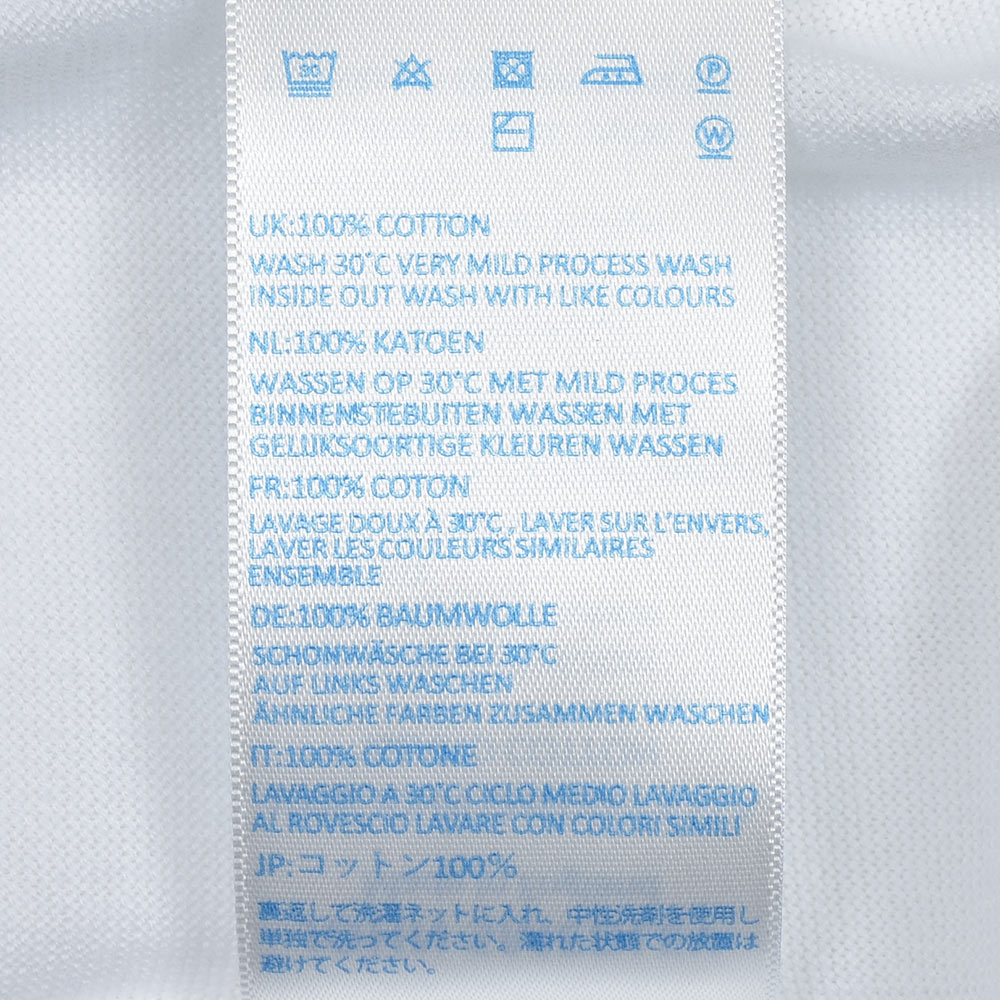 30
P
W
UK:100% COTTON
WASH 30°C VERY MILD PROCESS WASH
INSIDE OUT WASH WITH LIKE COLOURS
NL:100% KATOEN
WASSEN OP 30°C MET MILD PROCES
BINNENSTEBUITEN WASSEN MET
GELIJKSOORTIGE KLEUREN WASSEN
FR:100% COTON
LAVAGE DOUX À 30°C , LAVER SUR L'ENVERS,
LAVER LES COULEURS SIMILAIRES
ENSEMBLE
DE:100% BAUMWOLLE
SCHONWÄSCHE BEI 30°C
AUF LINKS WASCHEN
ÄHNLICHE FARBEN ZUSAMMEN WASCHEN
IT:100% COTONE
LAVAGGIO A 30°C CICLO MEDIO LAVAGGIO
AL ROVESCIO LAVARE CON COLORI SIMILI
JP:コットン100%
裏返して洗濯ネットに入れ、中性洗剤を使用し
単独で洗ってください。濡れた状態での放置は
避けてください。